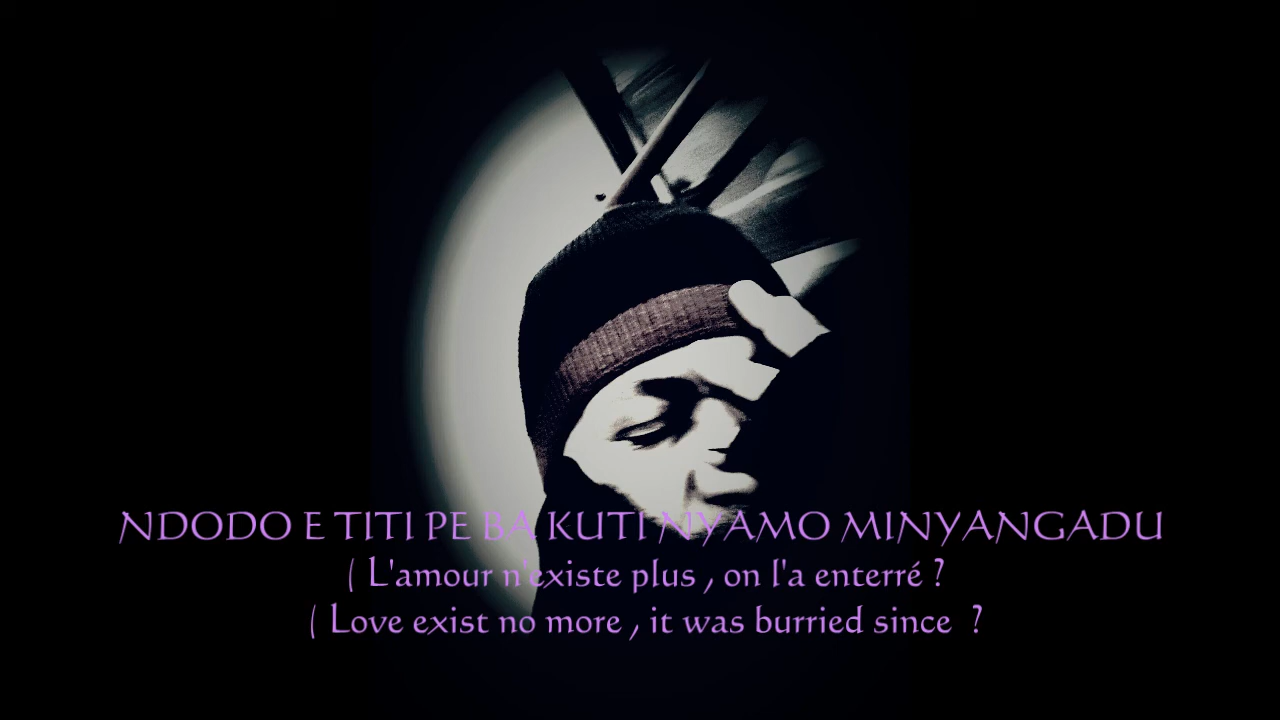 NDODO E TITI PE BA KUTI NYAMO MINYANGADU
( L'amour n'existe plus , on l'a enterré ?
( Love exist no more , it was burried since ?